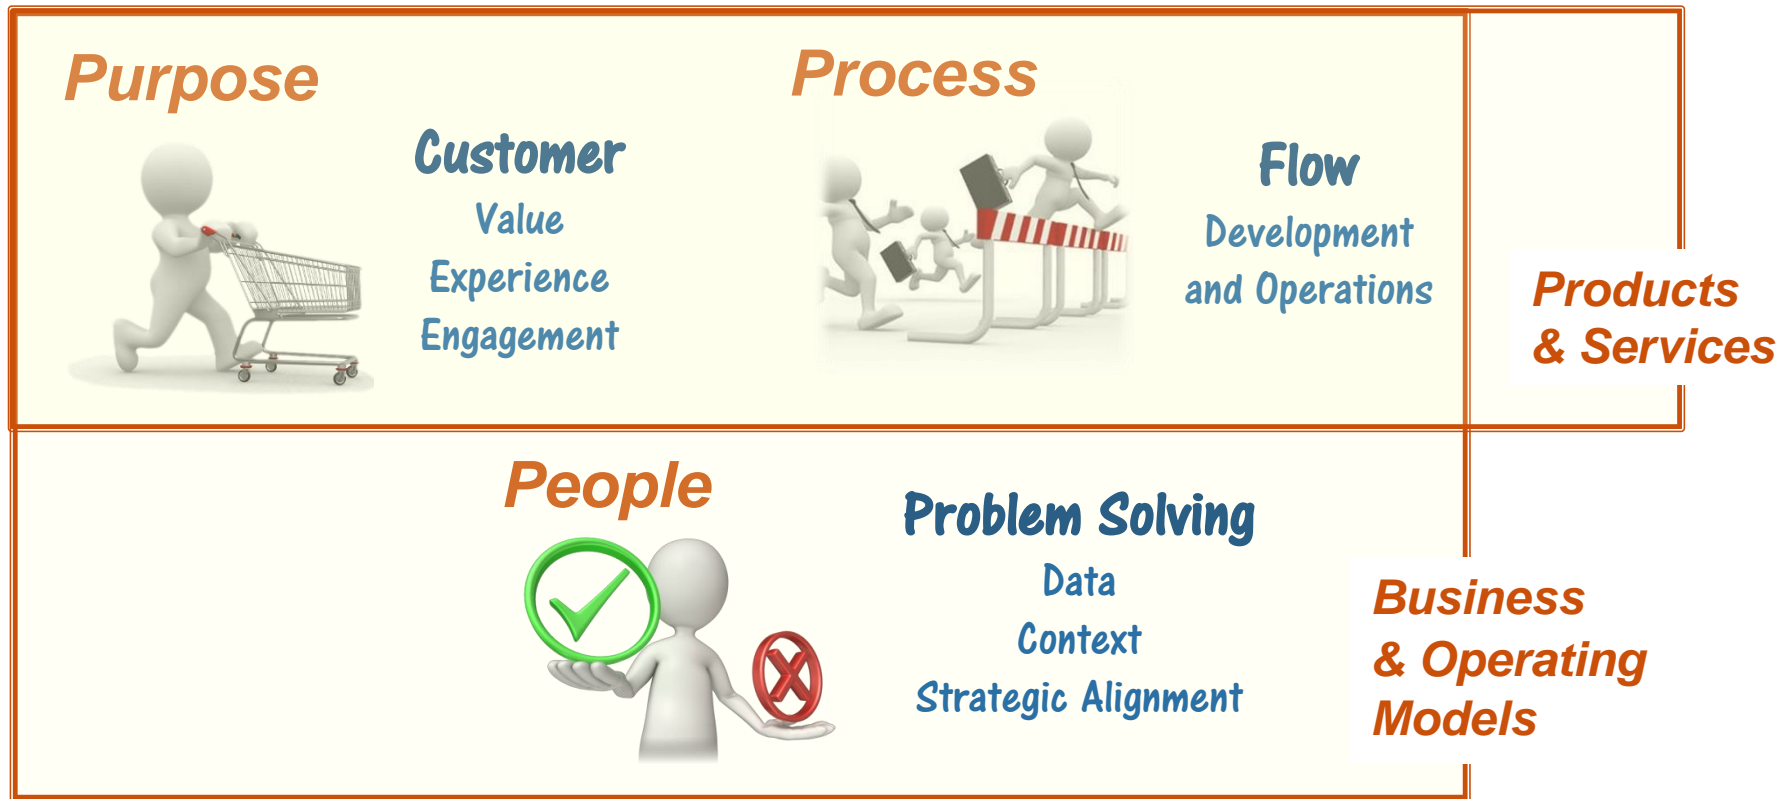 Purpose
Customer
Value
Experience
Engagement
Process
Flow
Development
and Operations
Products
& Services
People
Problem Solving
Data
Context
Strategic Alignment
Business
& Operating
Models